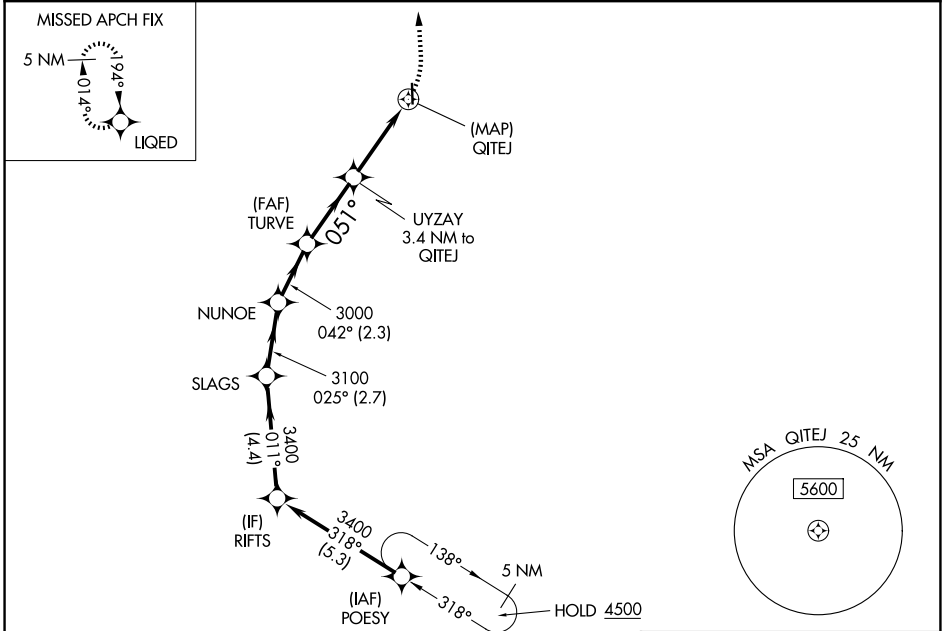 MISSED APCH FIX
5 NM
194°
014°
LIQED
(MAP)
QITEJ
(FAF)
TURVE
051°
UYZAY
3.4 NM to
QITEJ
NUNOE
3000
042° (2.3)
SLAGS
3100
025° (2.7)
3400
011°
(4.4)
(IF)
RIFTS
3400
318°
(5.3)
(IAF)
POESY
138°
5 NM
318°
HOLD 4500
MSA QITEJ 25 NM
5600